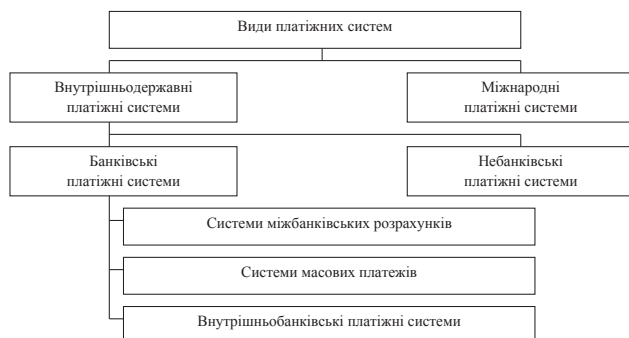 Види платіжних систем
Внутрішньодержавні
платіжні системи
Міжнародні
платіжні системи
Банківські
платіжні системи
Небанківські
платіжні системи
Системи міжбанківських розрахунків
Системи масових платежів
Внутрішньобанківські платіжні системи